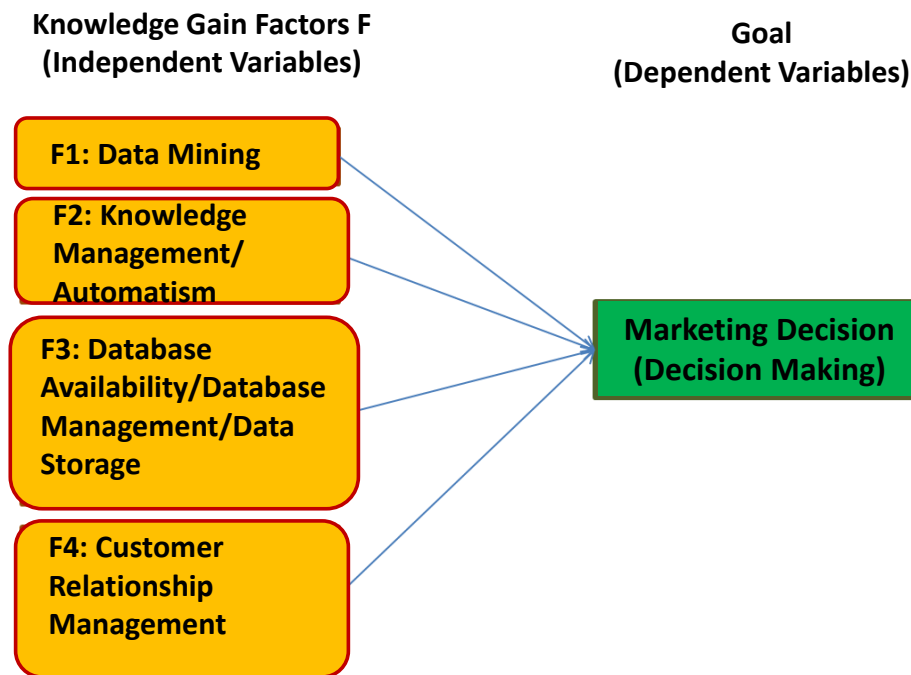 Knowledge Gain Factors F
(Independent Variables)
Goal
(Dependent Variables)
F1: Data Mining
F2: Knowledge
Management/
Automatism
F3: Database
Availability/Database
Management/Data
Storage
F4: Customer
Relationship
Management
Marketing Decision
(Decision Making)